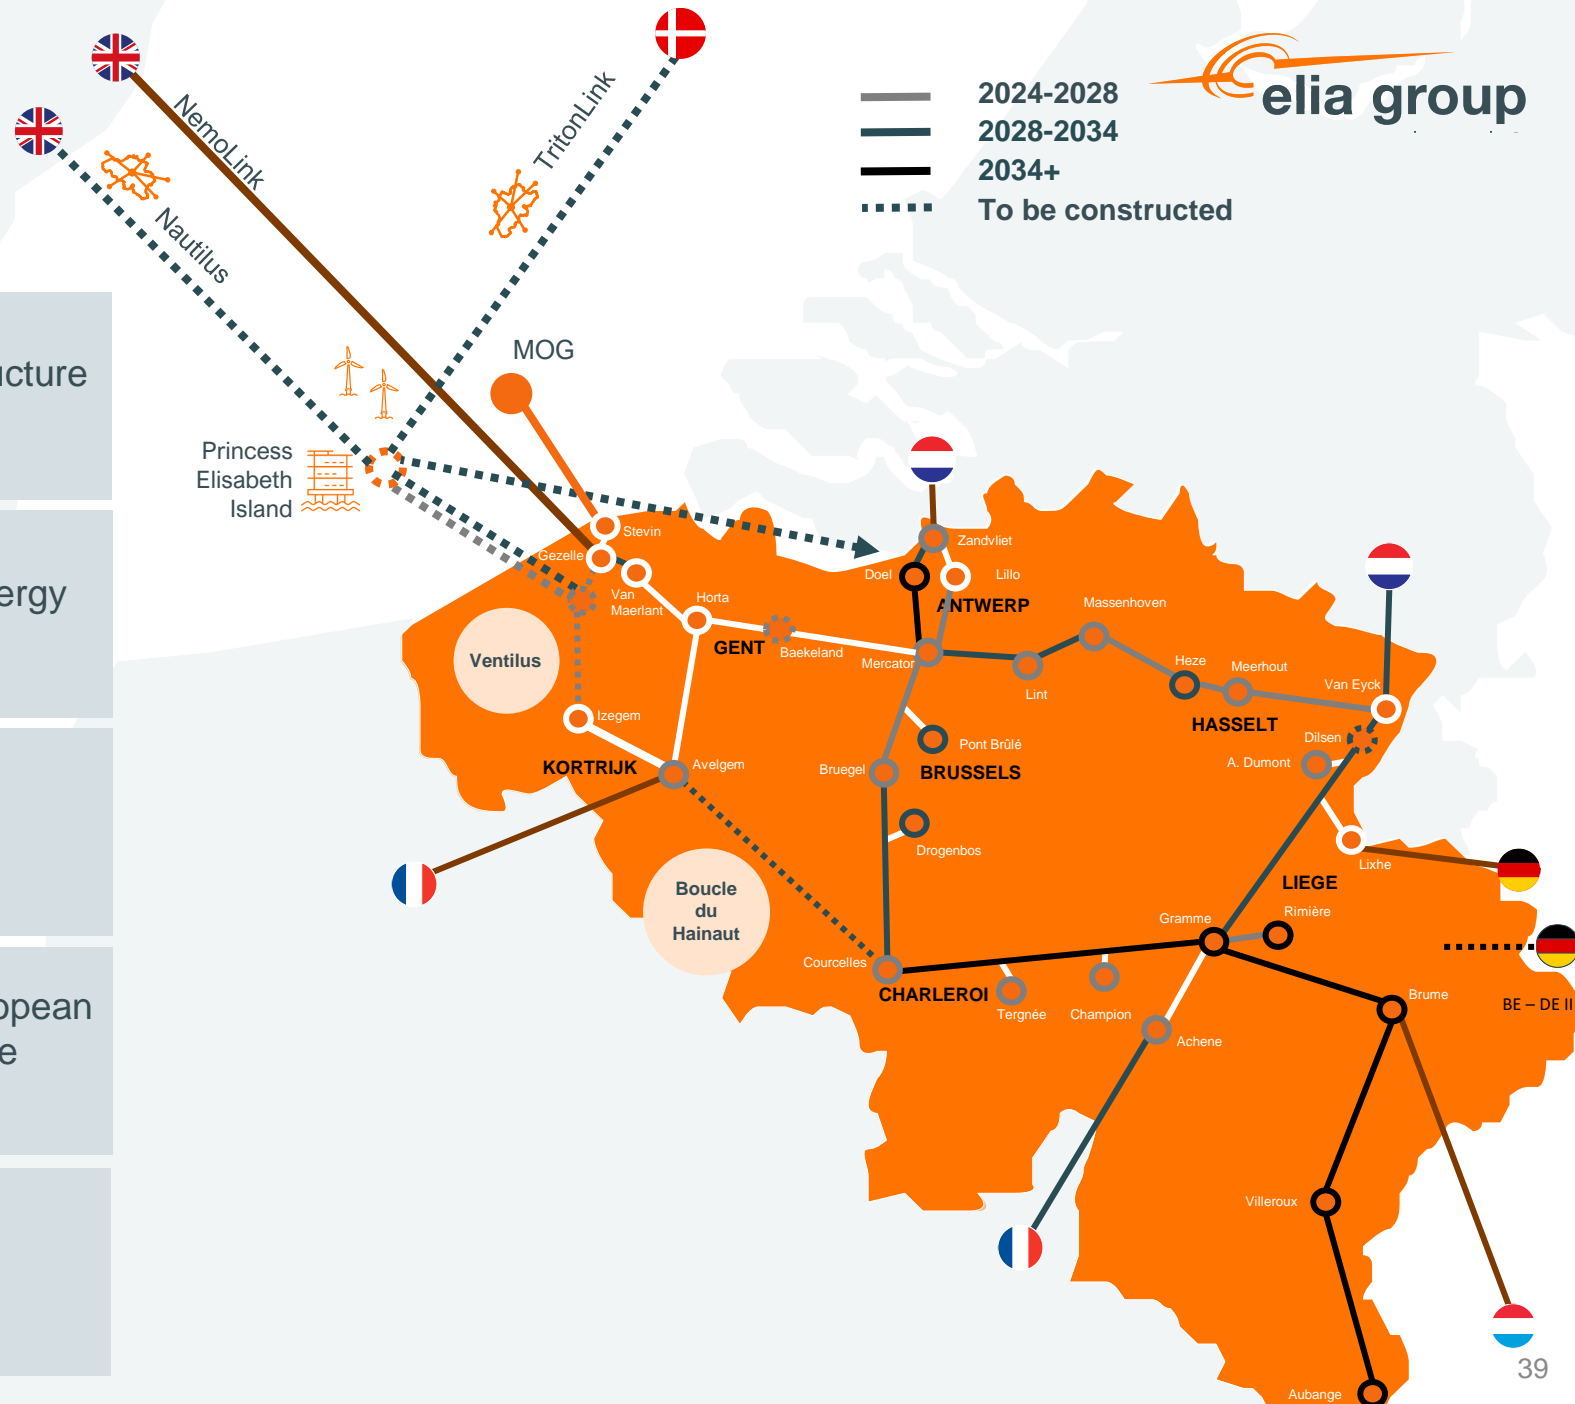 elia group
2024-2028
2028-2034
2034+
To be constructed
NemoLink
TritonLink
Nautilus
MOG
ucture
Princess
Elisabeth
Island
ergy
opean
e
Stevin
Gezelle
Van
Maerlant
Horta
GENT
Baekeland
Ventilus
Izegem
KORTRIJK
Avelgem
Zandvliet
Doel
Lillo
ANTWERP
Massenhoven
Mercator
Lint
Heze
Meerhout
Van Eyck
HASSELT
Dilsen
A. Dumont
Pont Brûlé
Bruegel
BRUSSELS
Drogenbos
Lixhe
LIEGE
Boucle
du
Hainaut
Gramme
Rimière
Courcelles
CHARLEROI
Tergnée
Champion
Achene
Brume
BE – DE II
Villeroux
Aubange
39